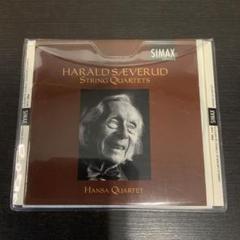 SIMAX
HARALD SÆVERUD
STRING QUARTETS
HANSA QUARTET